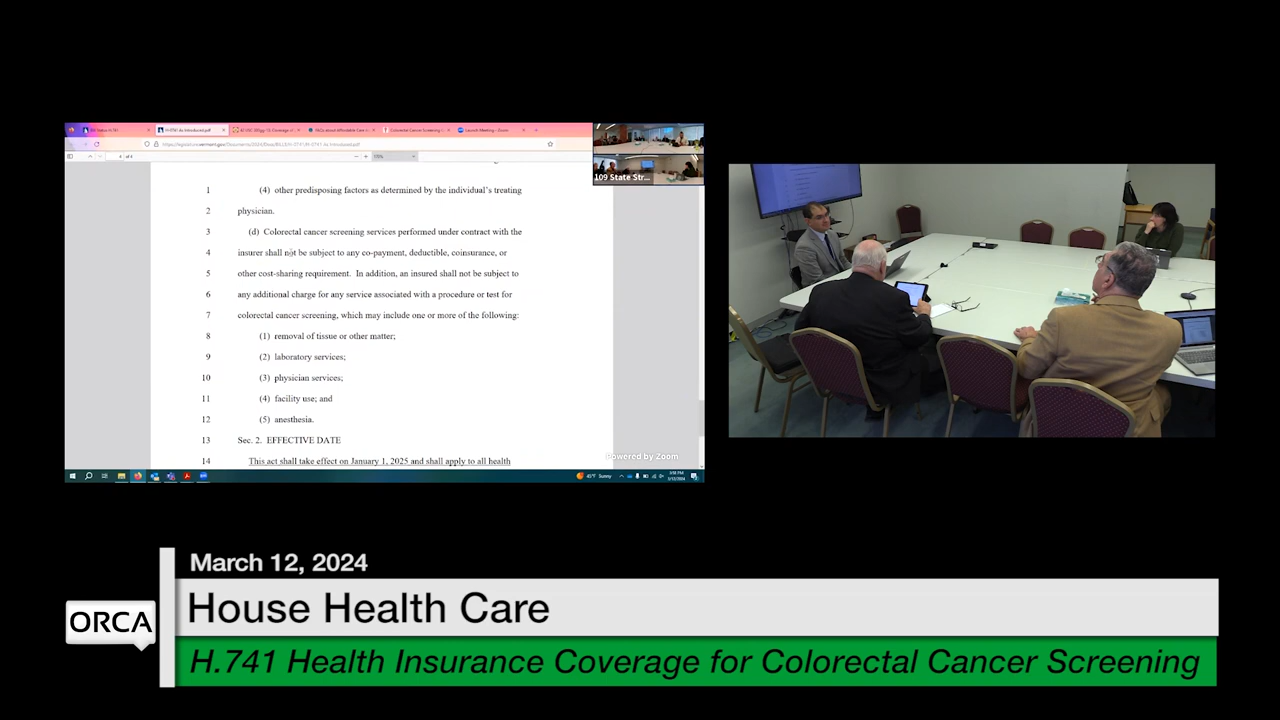 109 State Str...
1 (4) other predisposing factors as determined by the individual's treating
2 physician.
3 (d) Colorectal cancer screening services performed under contract with the
4 insurer shall not be subject to any co-payment, deductible, coinsurance, or
5 other cost-sharing requirement. In addition, an insured shall not be subject to
6 any additional charge for any service associated with a procedure or test for
7 colorectal cancer screening, which may include one or more of the following:
8 (1) removal of tissue or other matter;
9 (2) laboratory services;
10 (3) physician services;
11 (4) facility use; and
12 (5) anesthesia.
13 Sec. 2. EFFECTIVE DATE
14 This act shall take effect on January 1, 2025 and shall apply to all health
Powered by Zoom
March 12, 2024
House Health Care
ORCA
H.741 Health Insurance Coverage for Colorectal Cancer Screening